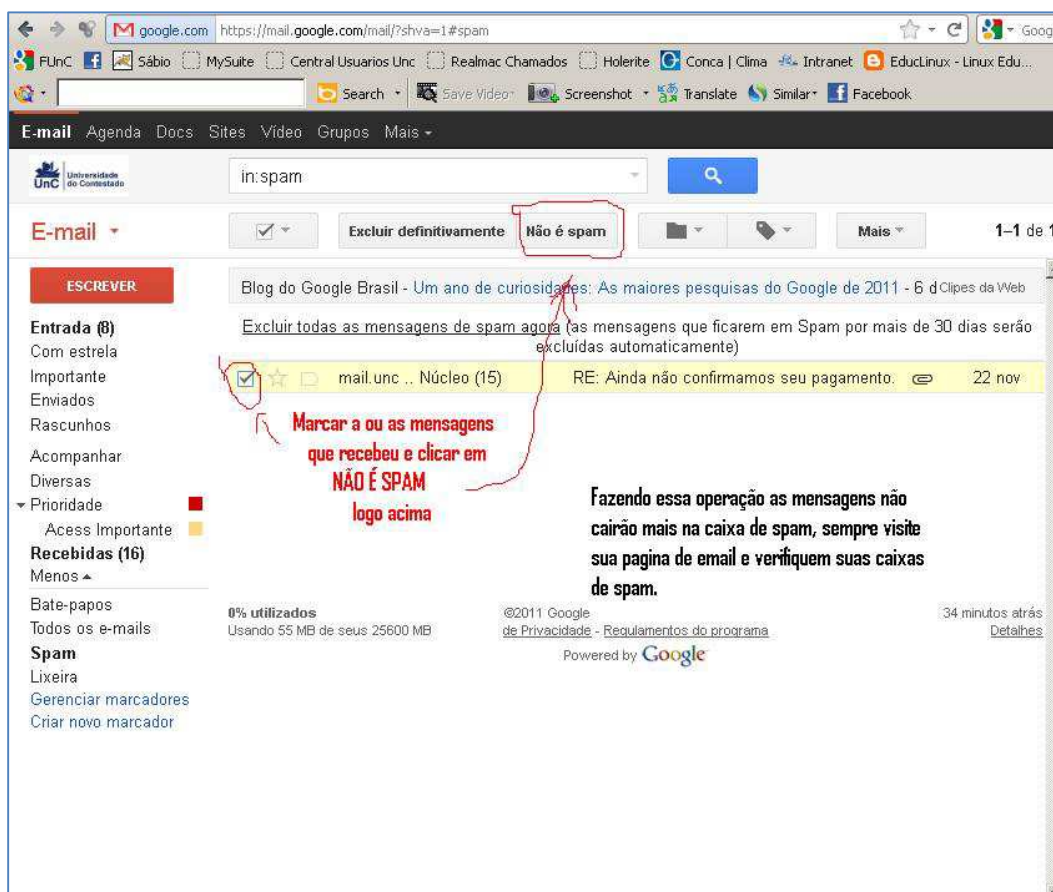 google.com https://mail.google.com/mail/?shva=1#spam Goog
FUnC Sábio MySuite Central Usuarios Unc Realmac Chamados Holerite Conca | Clima Intranet EducLinux - Linux Edu...
Search Save Video Screenshot Translate Similar Facebook
E-mail Agenda Docs Sites Vídeo Grupos Mais
UnC Universidade do Contestado
in:spam
E-mail
Excluir definitivamente Não é spam Mais 1–1 de 1
ESCREVER
Blog do Google Brasil - Um ano de curiosidades: As maiores pesquisas do Google de 2011 - 6 d Clipes da Web
Excluir todas as mensagens de spam agora (as mensagens que ficarem em Spam por mais de 30 dias serão
excluídas automaticamente)
mail.unc .. Núcleo (15) RE: Ainda não confirmamos seu pagamento. 22 nov
Entrada (8)
Com estrela
Importante
Enviados
Rascunhos
Acompanhar
Diversas
Prioridade
Acess Importante
Recebidas (16)
Menos
Bate-papos
Todos os e-mails
Spam
Lixeira
Gerenciar marcadores
Criar novo marcador
Marcar a ou as mensagens
que recebeu e clicar em
NÃO É SPAM
logo acima
Fazendo essa operação as mensagens não
cairão mais na caixa de spam, sempre visite
sua pagina de email e verifiquem suas caixas
de spam.
0% utilizados
Usando 55 MB de seus 25600 MB
©2011 Google
de Privacidade - Regulamentos do programa
Powered by Google
34 minutos atrás
Detalhes